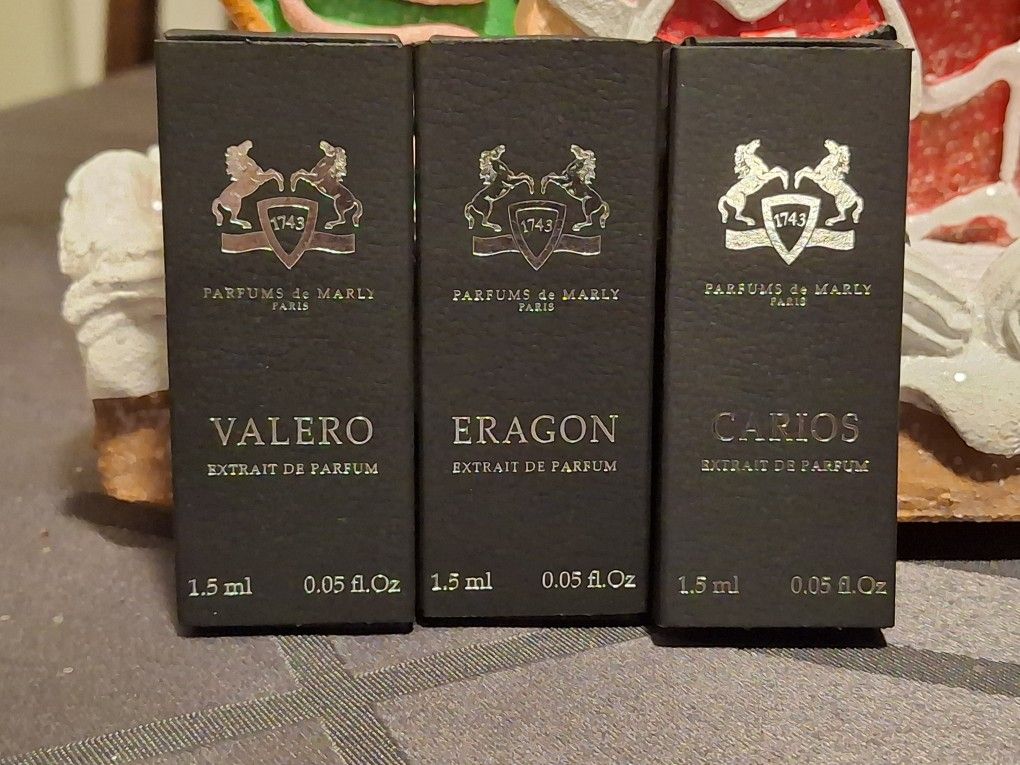 1743
PARFUMS de MARLY
PARIS
VALERO
EXTRAIT DE PARFUM
1.5 ml 0.05 fl.Oz
1743
PARFUMS de MARLY
PARIS
ERAGON
EXTRAIT DE PARFUM
1.5 ml 0.05 fl.Oz
1743
PARFUMS de MARLY
PARIS
CARIOS
EXTRAIT DE PARFUM
1.5 ml 0.05 fl.Oz